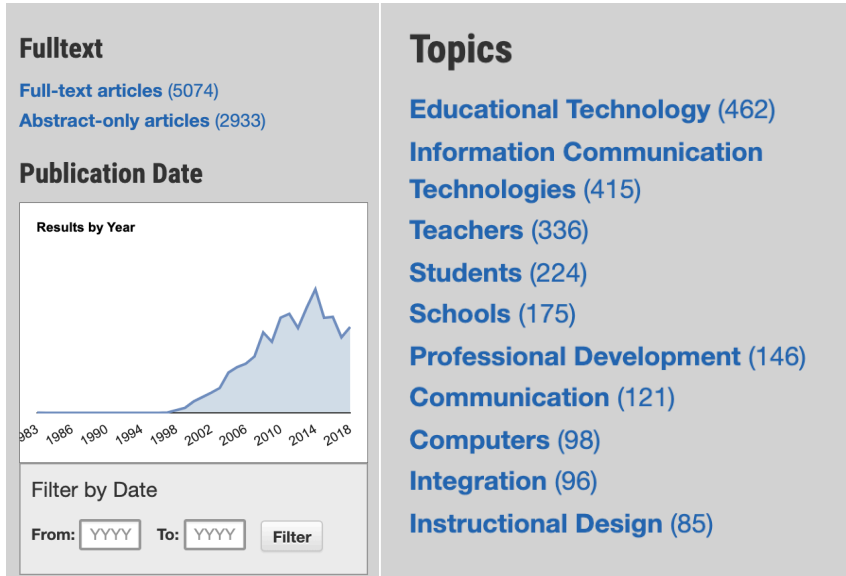 Fulltext
Full-text articles (5074)
Abstract-only articles (2933)
Publication Date
Results by Year
983 1986 1990 1994 1998 2002 2006 2010 2014 2018
Filter by Date
From: YYYY To: YYYY Filter
Topics
Educational Technology (462)
Information Communication
Technologies (415)
Teachers (336)
Students (224)
Schools (175)
Professional Development (146)
Communication (121)
Computers (98)
Integration (96)
Instructional Design (85)